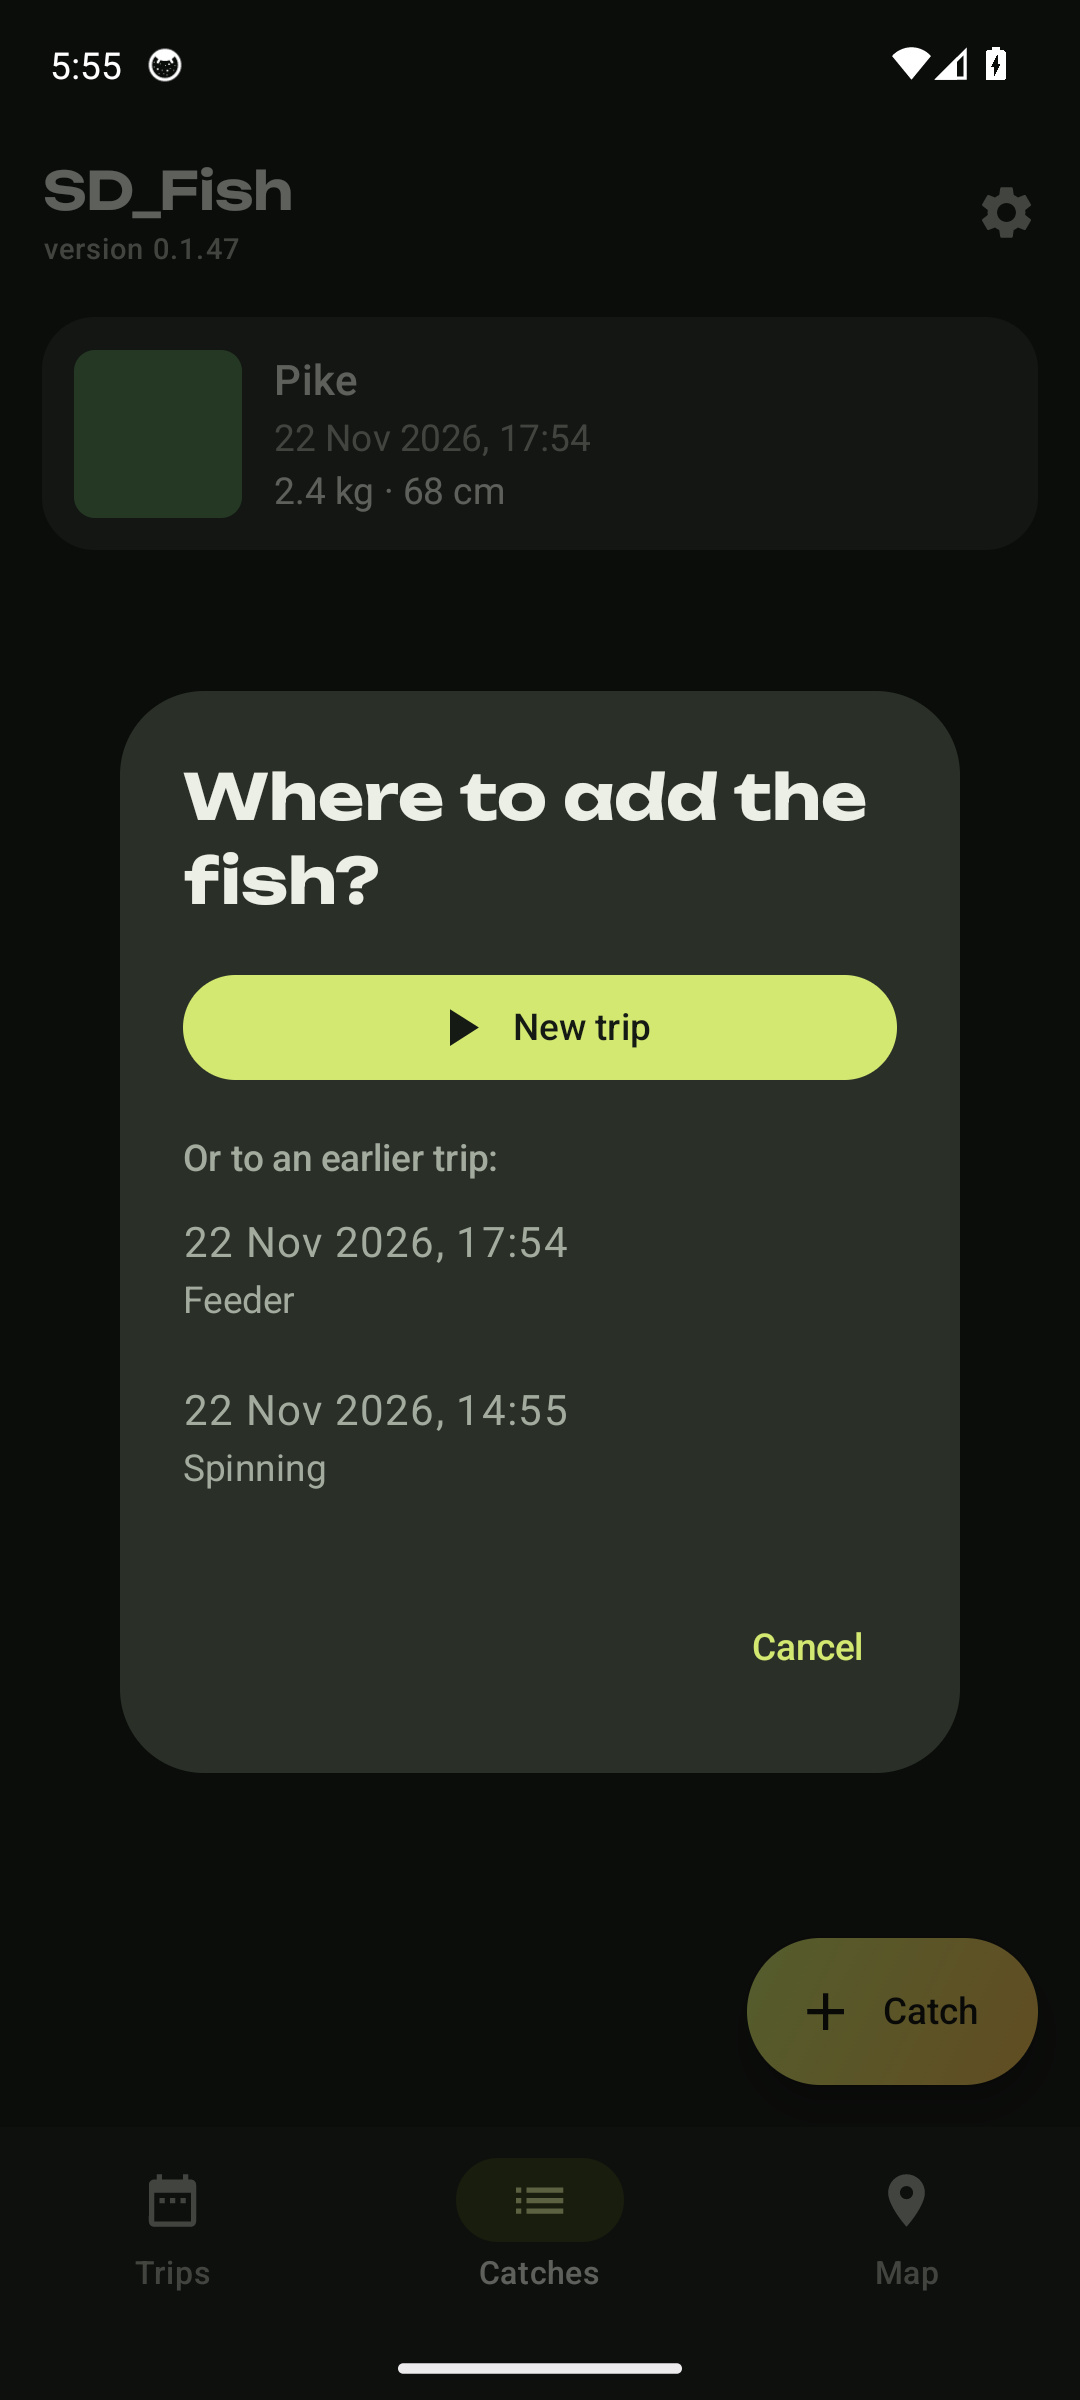 5:55
SD_Fish
version 0.1.47
Pike
22 Nov 2026, 17:54
2.4 kg · 68 cm
Where to add the
fish?
New trip
Or to an earlier trip:
22 Nov 2026, 17:54
Feeder
22 Nov 2026, 14:55
Spinning
Cancel
Catch
Trips
Catches
Map